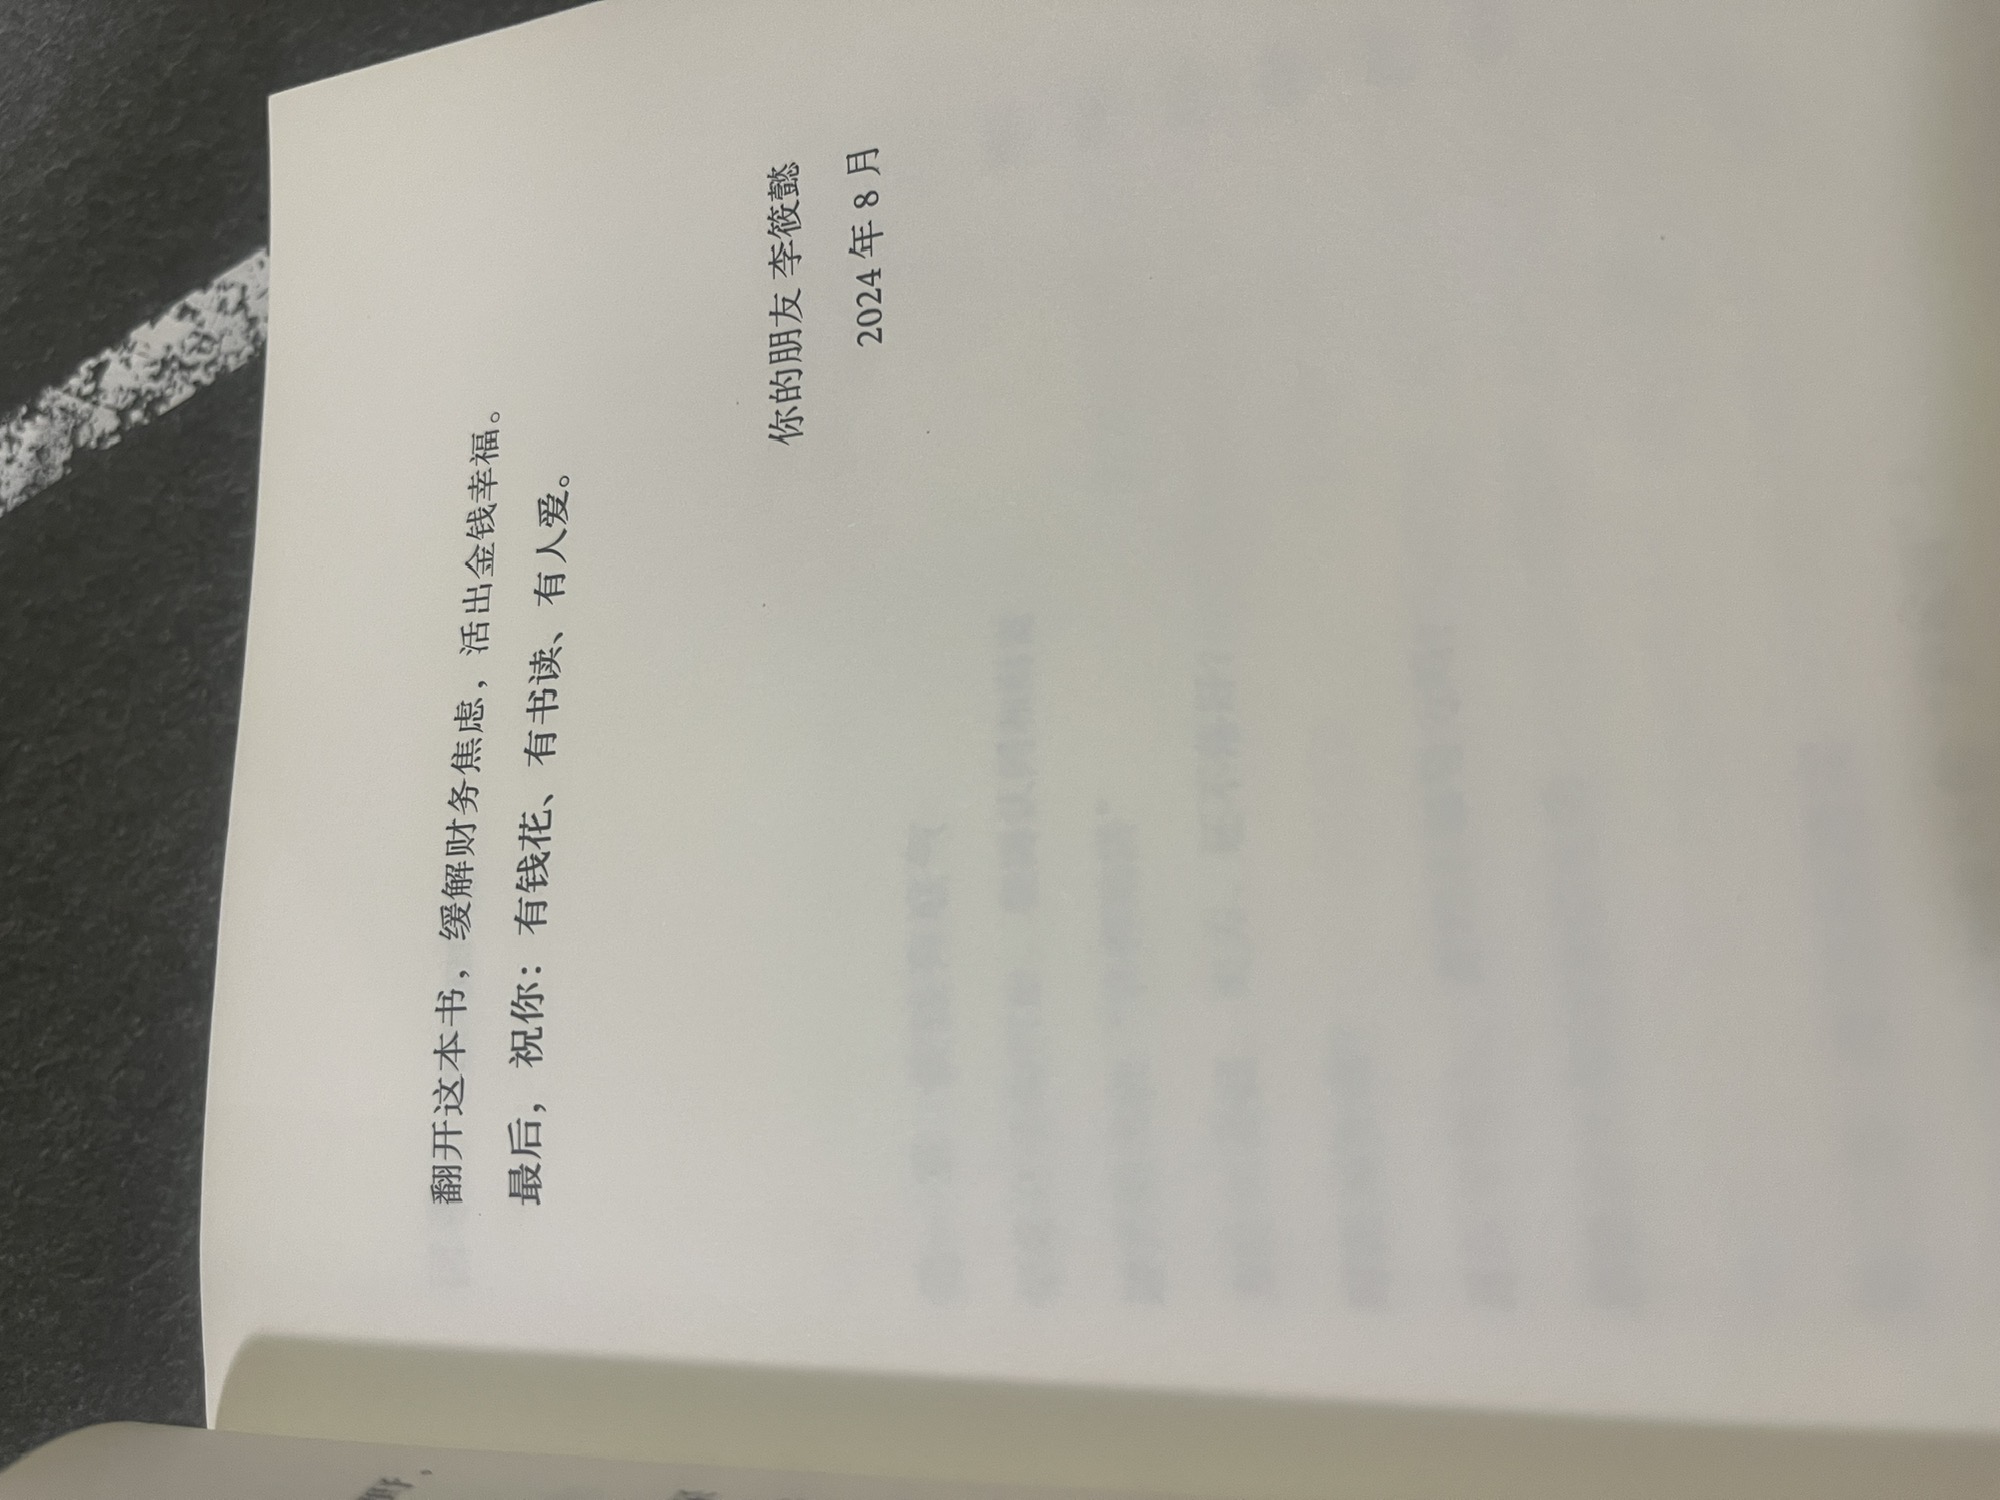 翻开这本书，缓解财务焦虑，活出金钱幸福。
最后，祝你：有钱花、有书读、有人爱。
你的朋友 李筱懿
2024 年 8 月